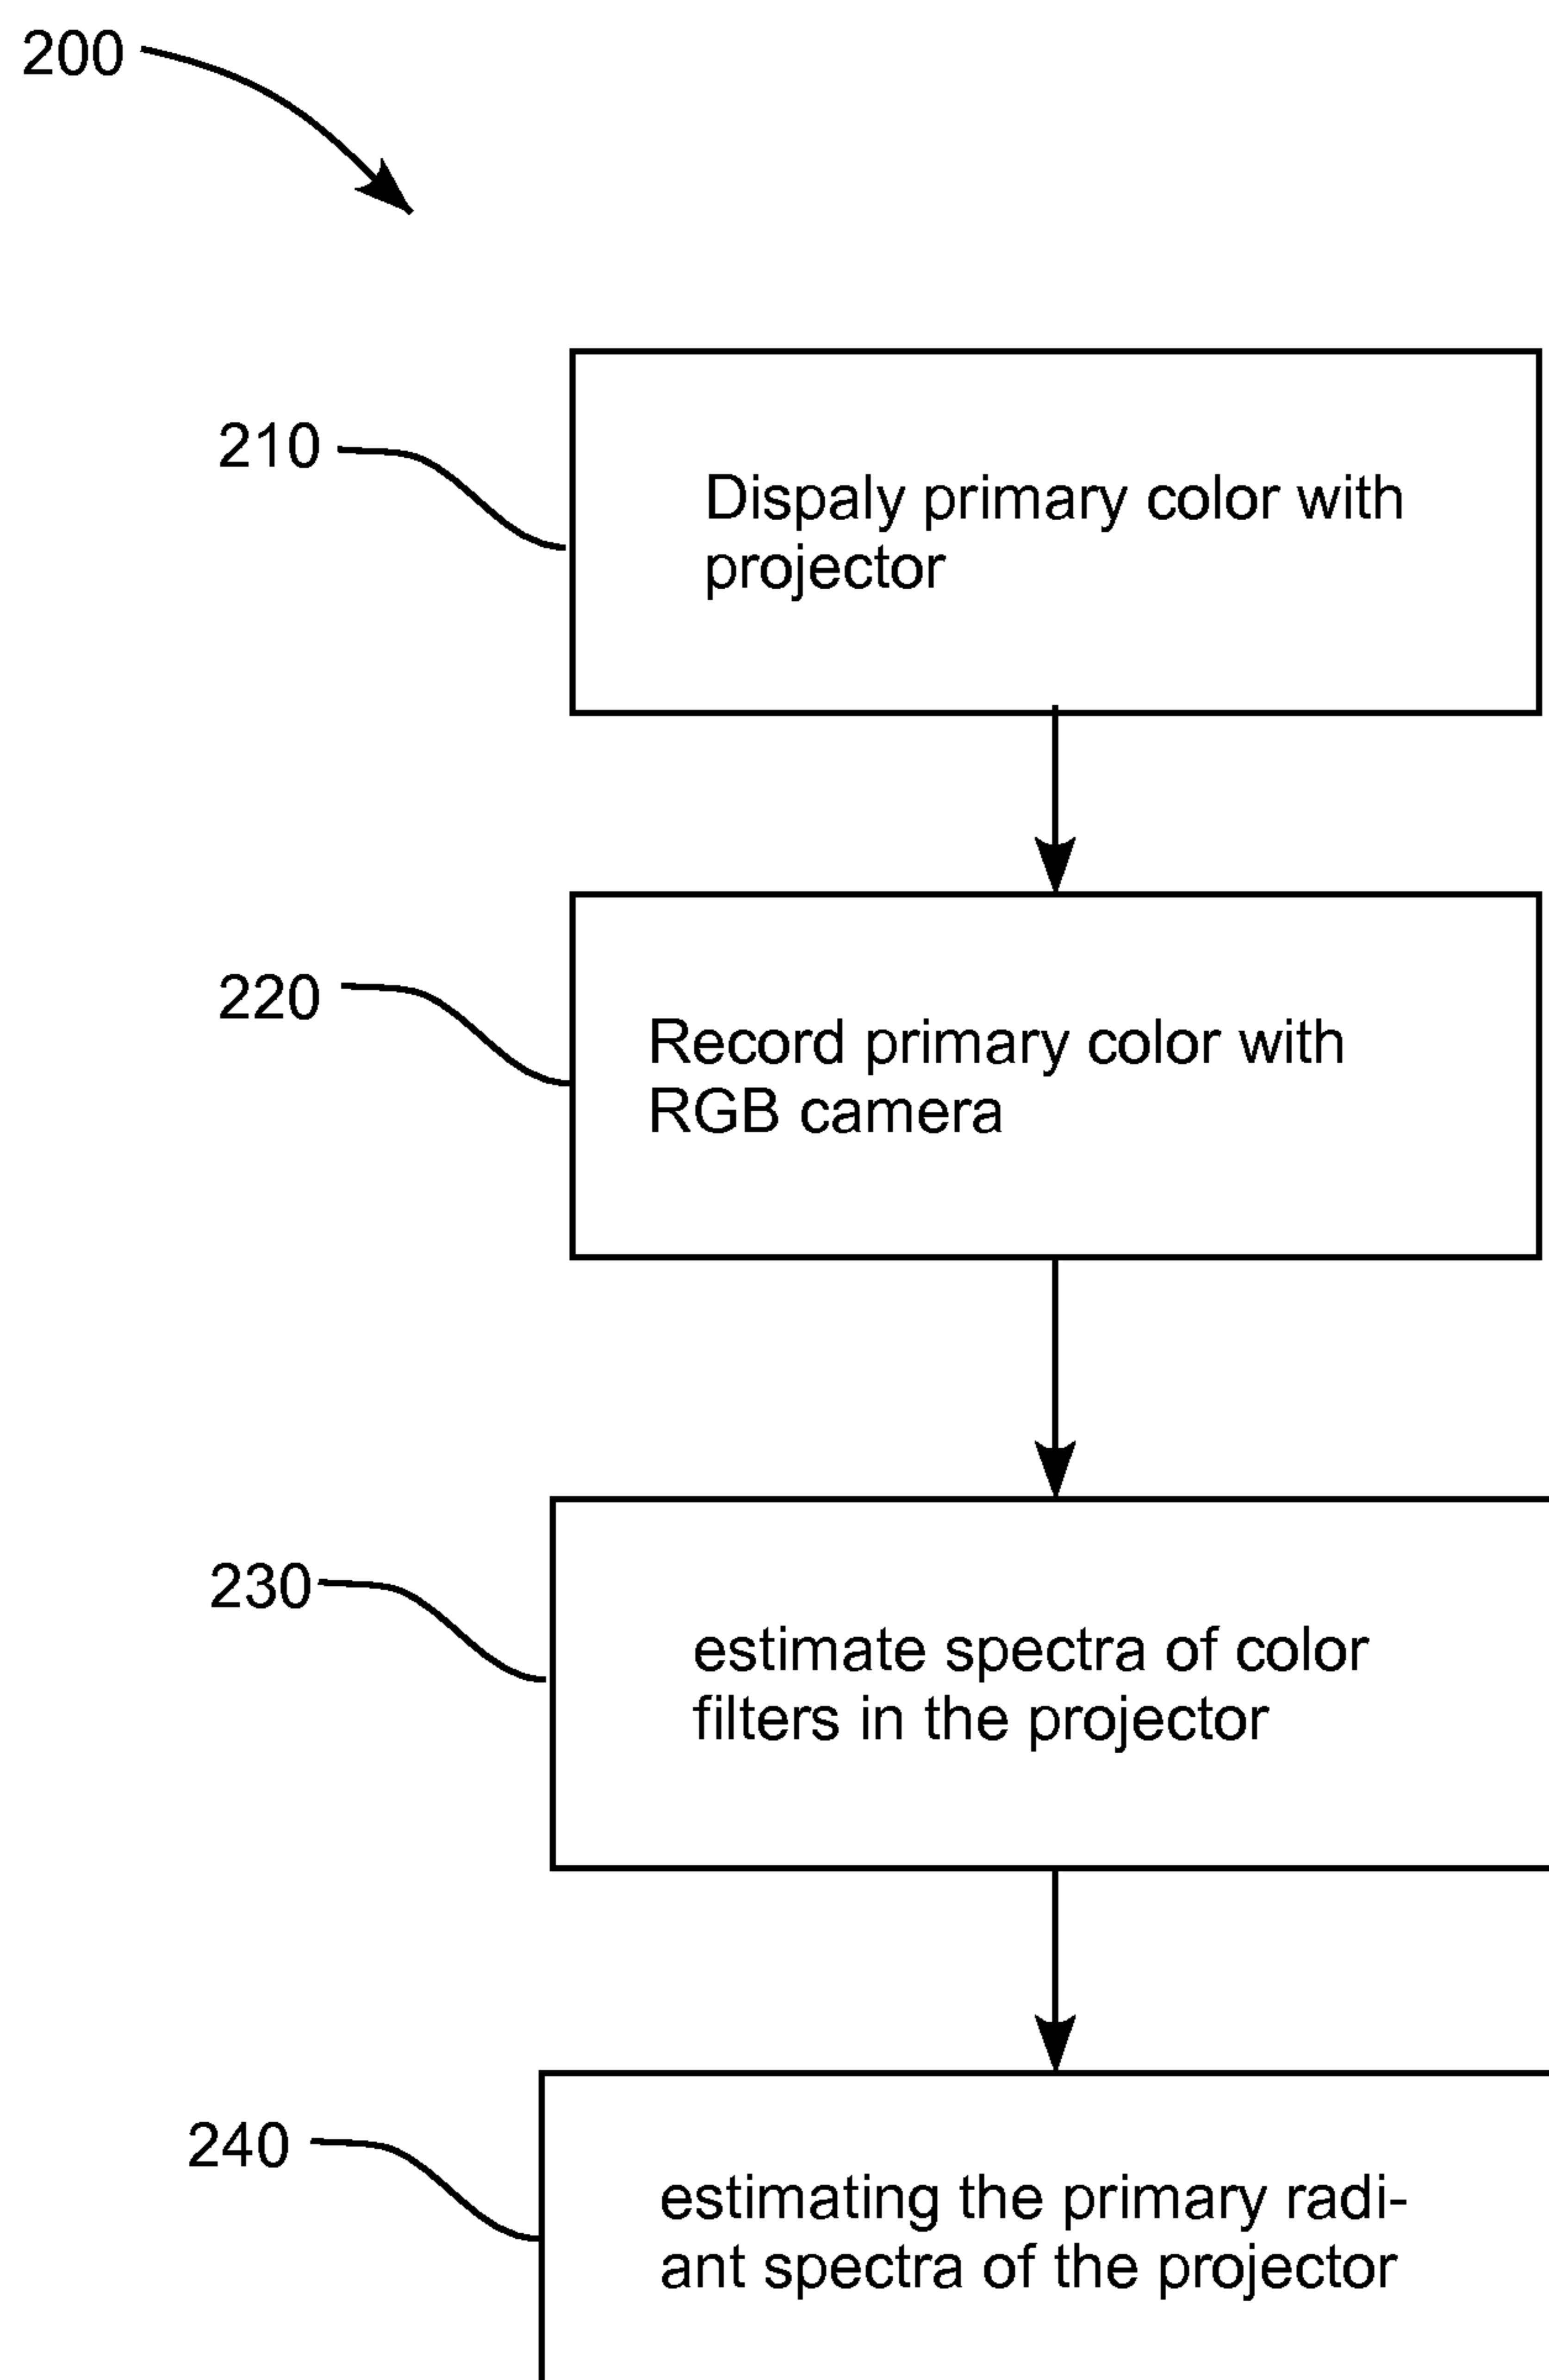 200
210
Dispaly primary color with
projector
220
Record primary color with
RGB camera
230
estimate spectra of color
filters in the projector
240
estimating the primary radi-
ant spectra of the projector